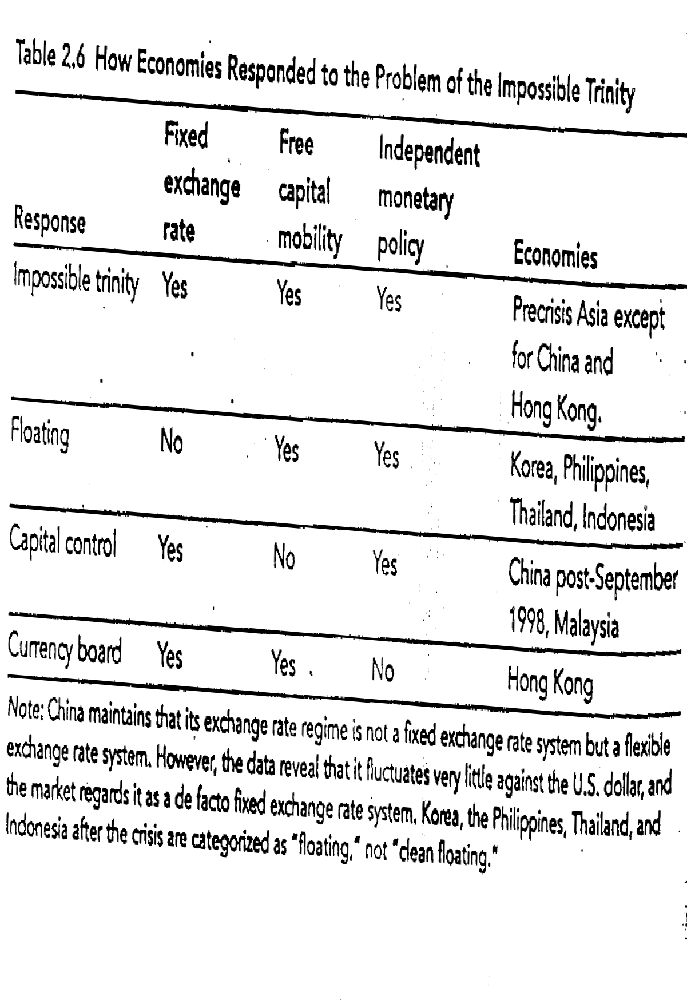 Table 2.6 How Economies Responded to the Problem of the Impossible Trinity
Fixed Free Independent
exchange capital monetary
Response rate mobility policy Economies
Impossible trinity Yes Yes Yes Precrisis Asia except
for China and
Hong Kong.
Floating No Yes Yes Korea, Philippines,
Thailand, Indonesia
Capital control Yes No Yes China post-September
1998, Malaysia
Currency board Yes Yes No Hong Kong
Note: China maintains that its exchange rate regime is not a fixed exchange rate system but a flexible
exchange rate system. However, the data reveal that it fluctuates very little against the U.S. dollar, and
the market regards it as a de facto fixed exchange rate system. Korea, the Philippines, Thailand, and
Indonesia after the crisis are categorized as "floating," not "clean floating."